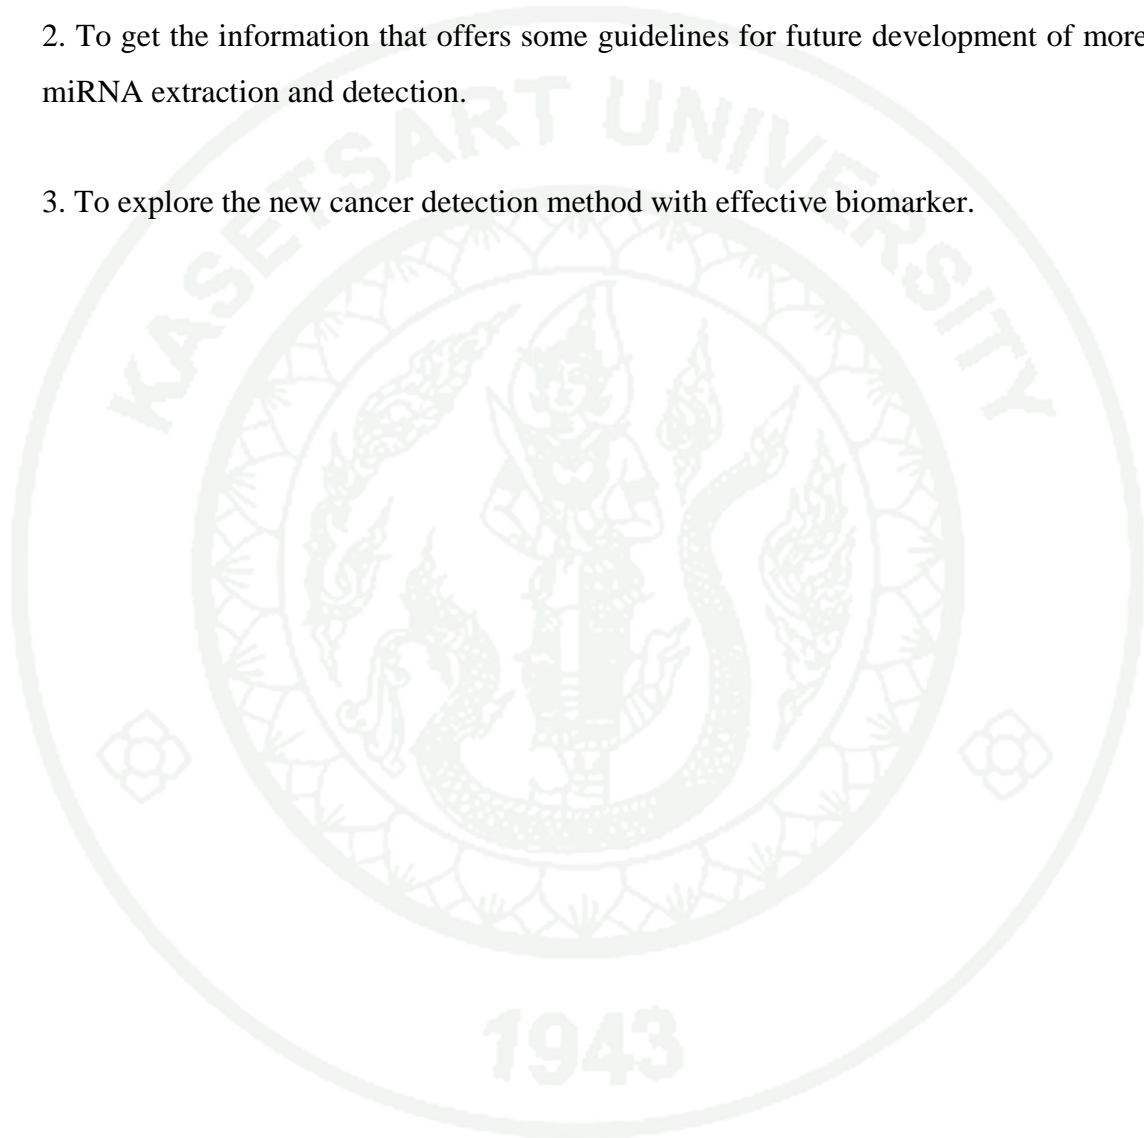 2. To get the information that offers some guidelines for future development of more
miRNA extraction and detection.
3. To explore the new cancer detection method with effective biomarker.
KASETSART UNIVERSITY
1943